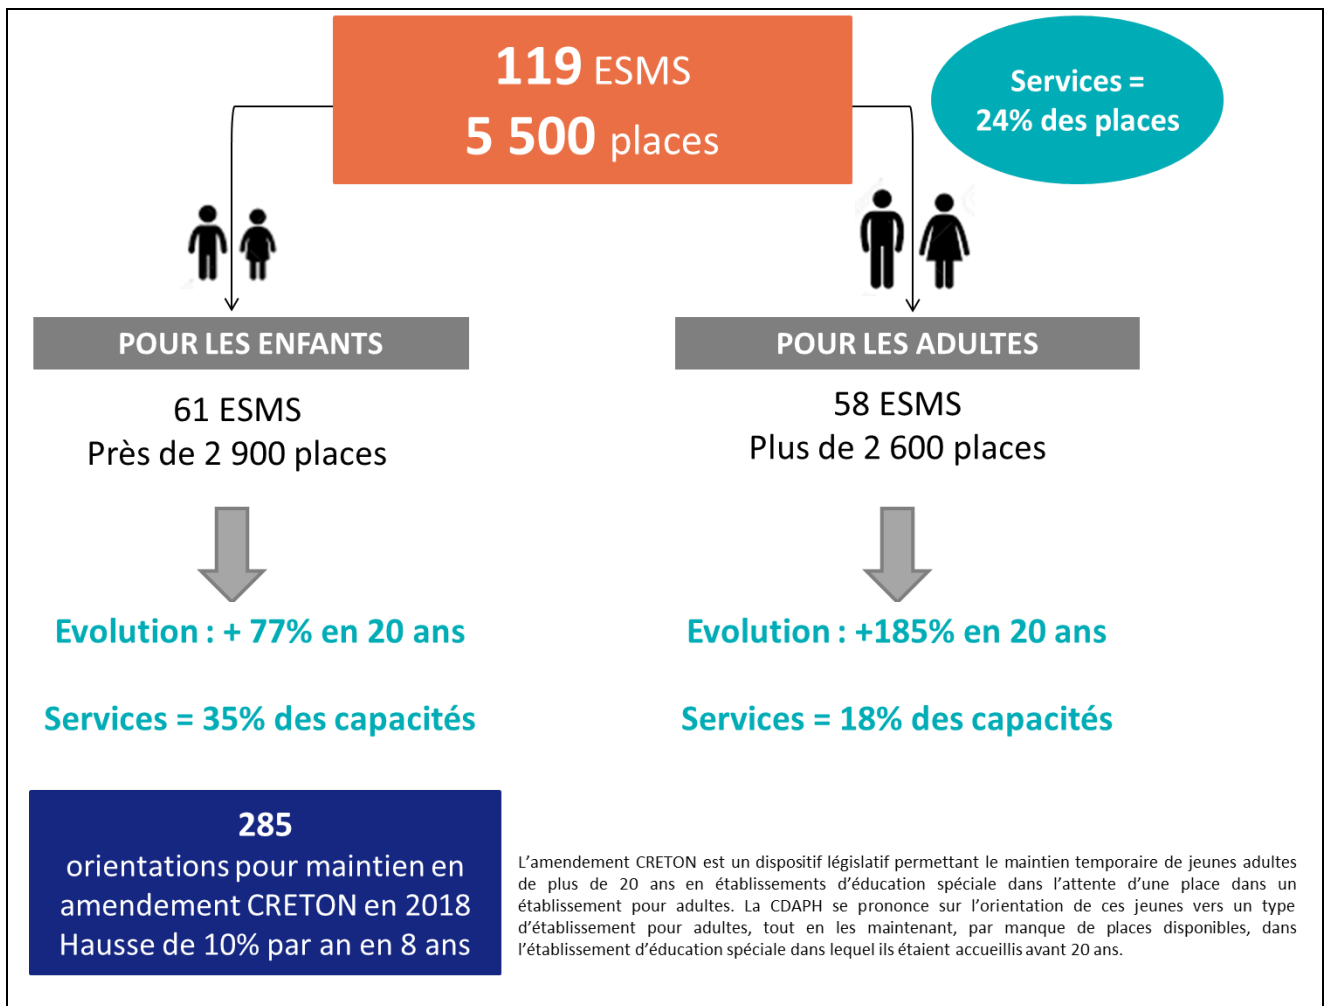 119 ESMS
5 500 places
Services =
24% des places
POUR LES ENFANTS
61 ESMS
Près de 2 900 places
Evolution : + 77% en 20 ans
Services = 35% des capacités
POUR LES ADULTES
58 ESMS
Plus de 2 600 places
Evolution : +185% en 20 ans
Services = 18% des capacités
285
orientations pour maintien en
amendement CRETON en 2018
Hausse de 10% par an en 8 ans
L’amendement CRETON est un dispositif législatif permettant le maintien temporaire de jeunes adultes
de plus de 20 ans en établissements d’éducation spéciale dans l’attente d’une place dans un
établissement pour adultes. La CDAPH se prononce sur l’orientation de ces jeunes vers un type
d’établissement pour adultes, tout en les maintenant, par manque de places disponibles, dans
l’établissement d’éducation spéciale dans lequel ils étaient accueillis avant 20 ans.